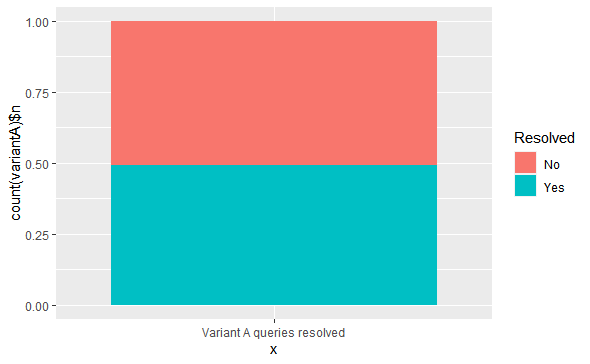 1.00
0.75
0.50
0.25
0.00
count(variantA)$n
Variant A queries resolved
x
Resolved
No
Yes